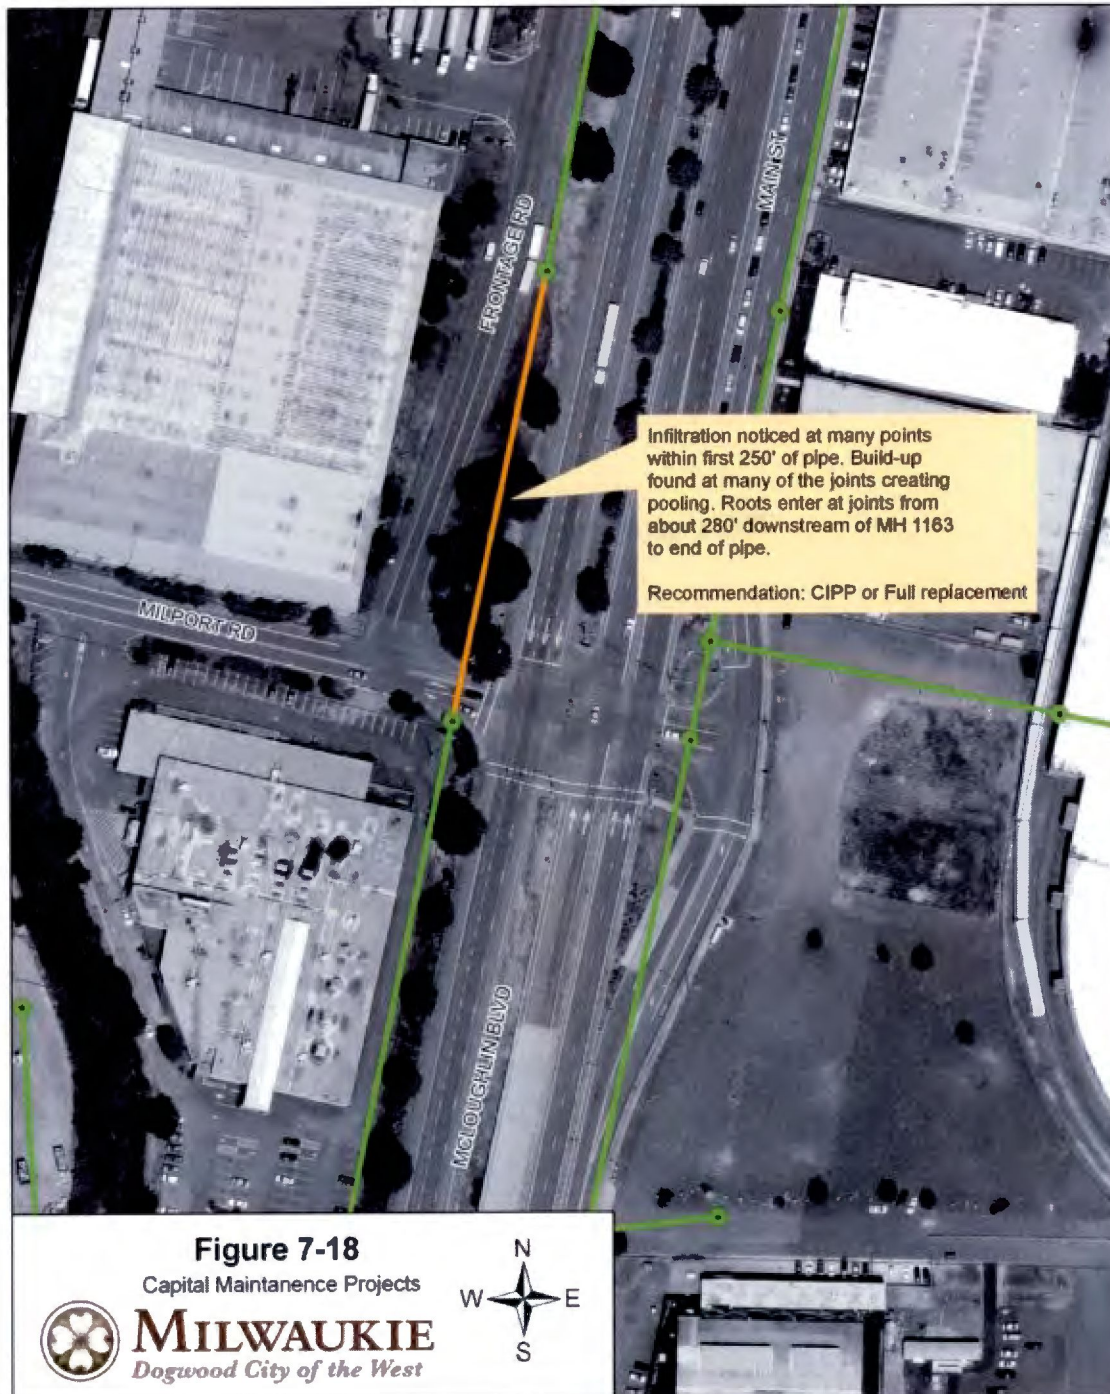 MAIN ST
FRONTAGE RD
Infiltration noticed at many points
within first 250' of pipe. Build-up
found at many of the joints creating
pooling. Roots enter at joints from
about 280' downstream of MH 1163
to end of pipe.
Recommendation: CIPP or Full replacement
MILPORT RD
MCLOUGHLIN BLVD
Figure 7-18
Capital Maintanence Projects
MILWAUKIE
Dogwood City of the West
N
W E
S